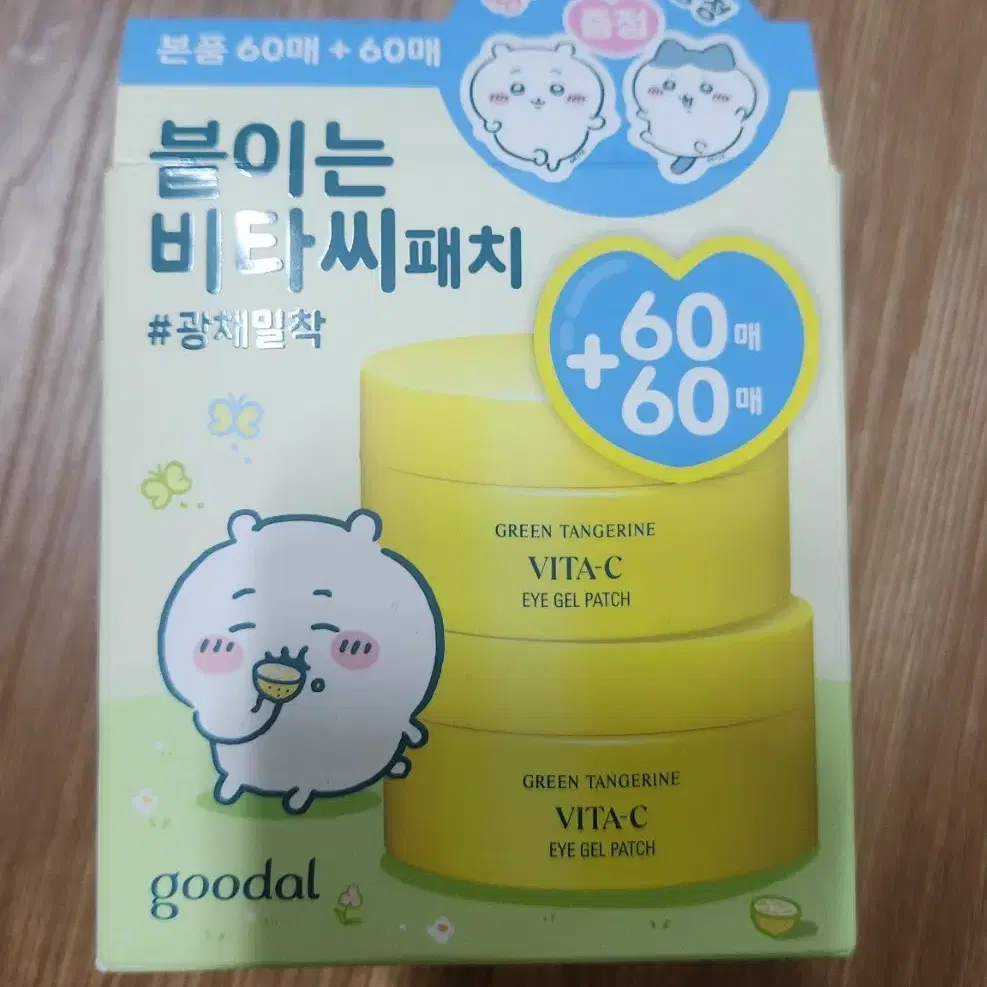 본품 60매 + 60매
증정
붙이는
비타씨패치
#광채밀착
+60매
60매
GREEN TANGERINE
VITA-C
EYE GEL PATCH
GREEN TANGERINE
VITA-C
EYE GEL PATCH
goodal